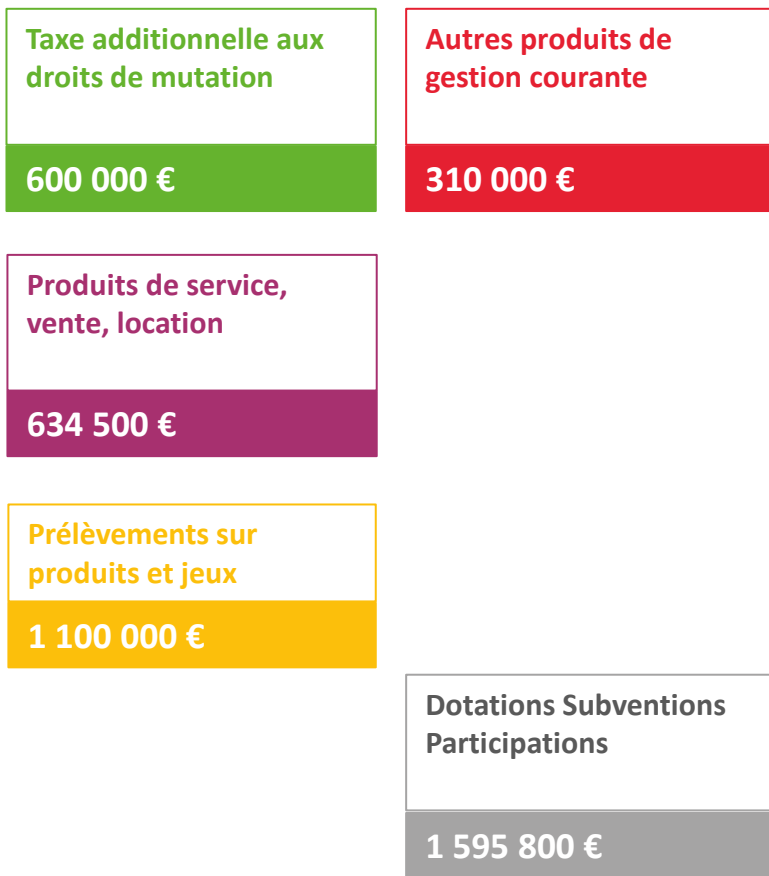 Taxe additionnelle aux
droits de mutation
600 000 €
Autres produits de
gestion courante
310 000 €
Produits de service,
vente, location
634 500 €
Prélèvements sur
produits et jeux
1 100 000 €
Dotations Subventions
Participations
1 595 800 €